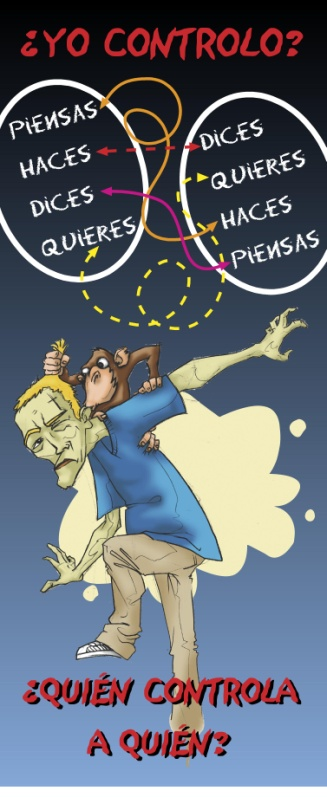 ¿YO CONTROLO?
PIENSAS
HACES
DICES
QUIERES
DICES
QUIERES
HACES
PIENSAS
¿QUIÉN CONTROLA
A QUIÉN?